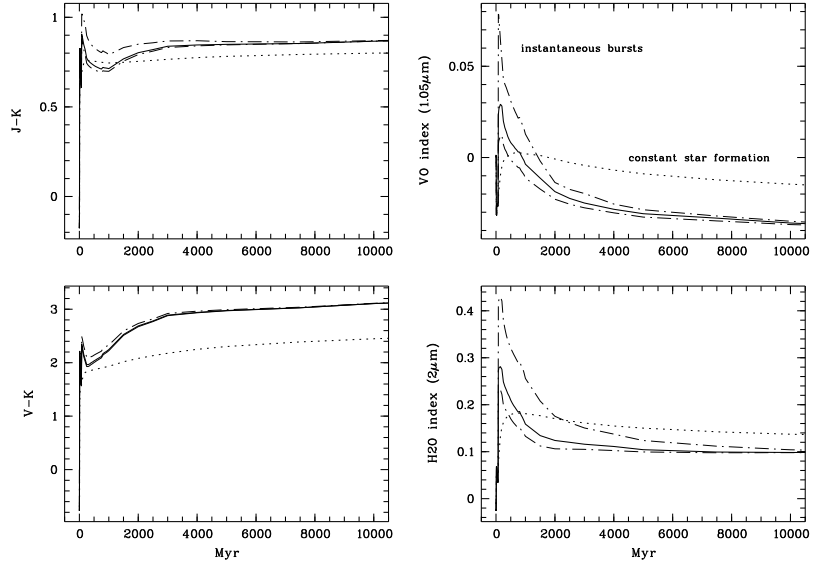 J-K
1
0.5
0
0 2000 4000 6000 8000 10000
VO index (1.05μm)
0.05
0
instantaneous bursts
constant star formation
0 2000 4000 6000 8000 10000
V-K
3
2
1
0
0 2000 4000 6000 8000 10000
Myr
H2O index (2μm)
0.4
0.3
0.2
0.1
0
0 2000 4000 6000 8000 10000
Myr